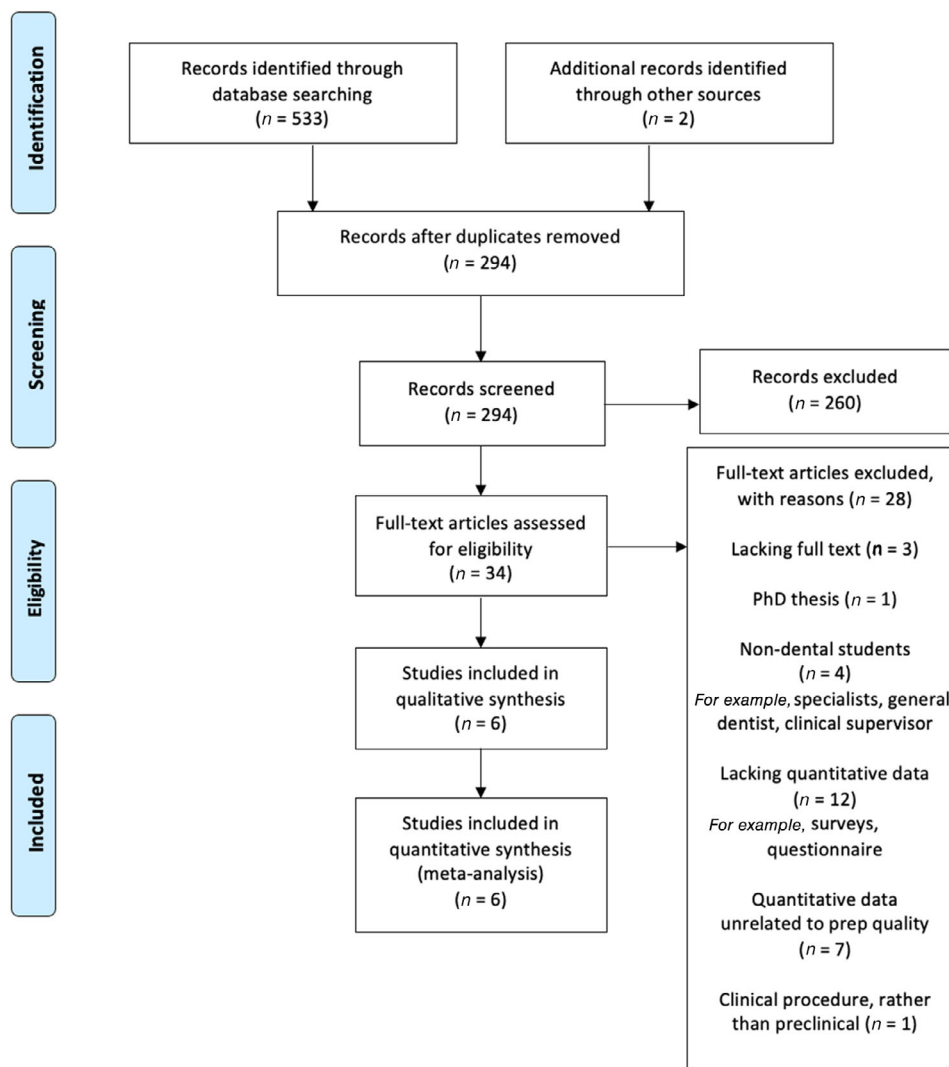 Identification
Records identified through
database searching
(n = 533)
Additional records identified
through other sources
(n = 2)
Records after duplicates removed
(n = 294)
Screening
Records screened
(n = 294)
Records excluded
(n = 260)
Eligibility
Full-text articles assessed
for eligibility
(n = 34)
Full-text articles excluded,
with reasons (n = 28)
Lacking full text (n = 3)
PhD thesis (n = 1)
Non-dental students
(n = 4)
For example, specialists, general
dentist, clinical supervisor
Lacking quantitative data
(n = 12)
For example, surveys,
questionnaire
Quantitative data
unrelated to prep quality
(n = 7)
Clinical procedure, rather
than preclinical (n = 1)
Studies included in
qualitative synthesis
(n = 6)
Included
Studies included in
quantitative synthesis
(meta-analysis)
(n = 6)